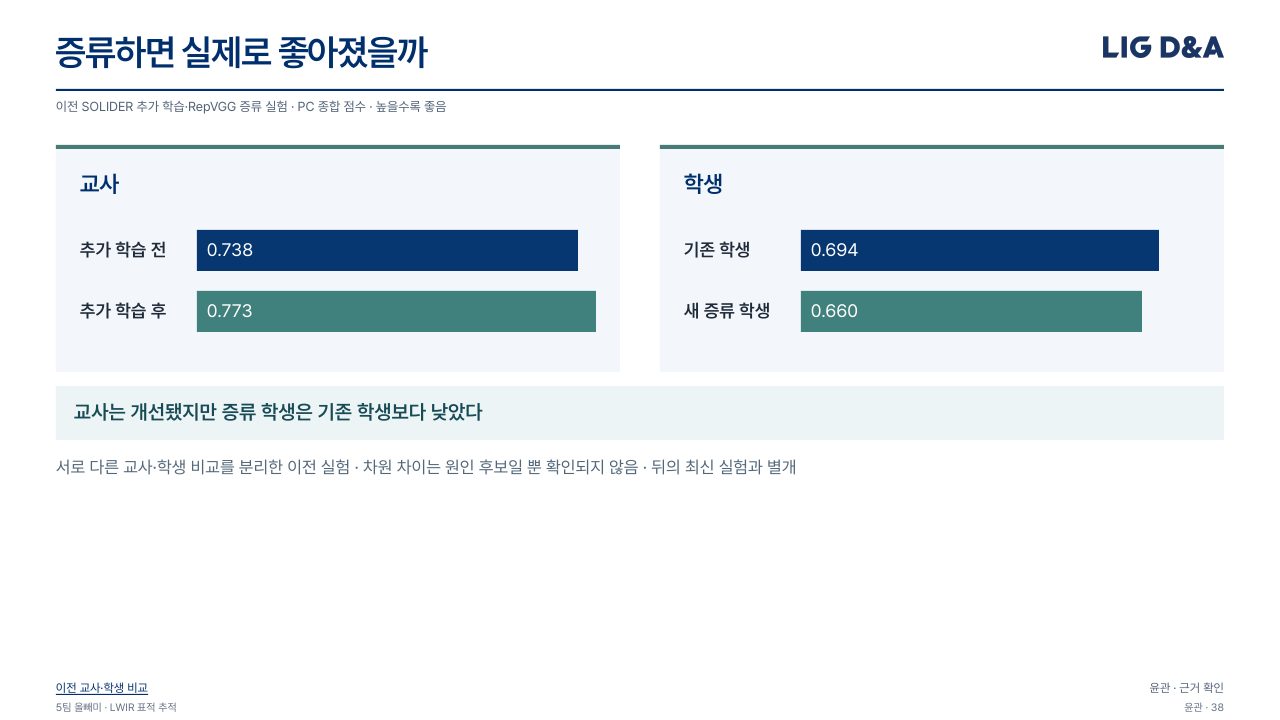 증류하면 실제로 좋아졌을까
LIG D&A
이전 SOLIDER 추가 학습·RepVGG 증류 실험 · PC 종합 점수 · 높을수록 좋음
교사
추가 학습 전
0.738
추가 학습 후
0.773
학생
기존 학생
0.694
새 증류 학생
0.660
교사는 개선됐지만 증류 학생은 기존 학생보다 낮았다
서로 다른 교사·학생 비교를 분리한 이전 실험 · 차원 차이는 원인 후보일 뿐 확인되지 않음 · 뒤의 최신 실험과 별개
이전 교사·학생 비교
윤관 · 근거 확인
5팀 올빼미 · LWIR 표적 추적
윤관 · 38